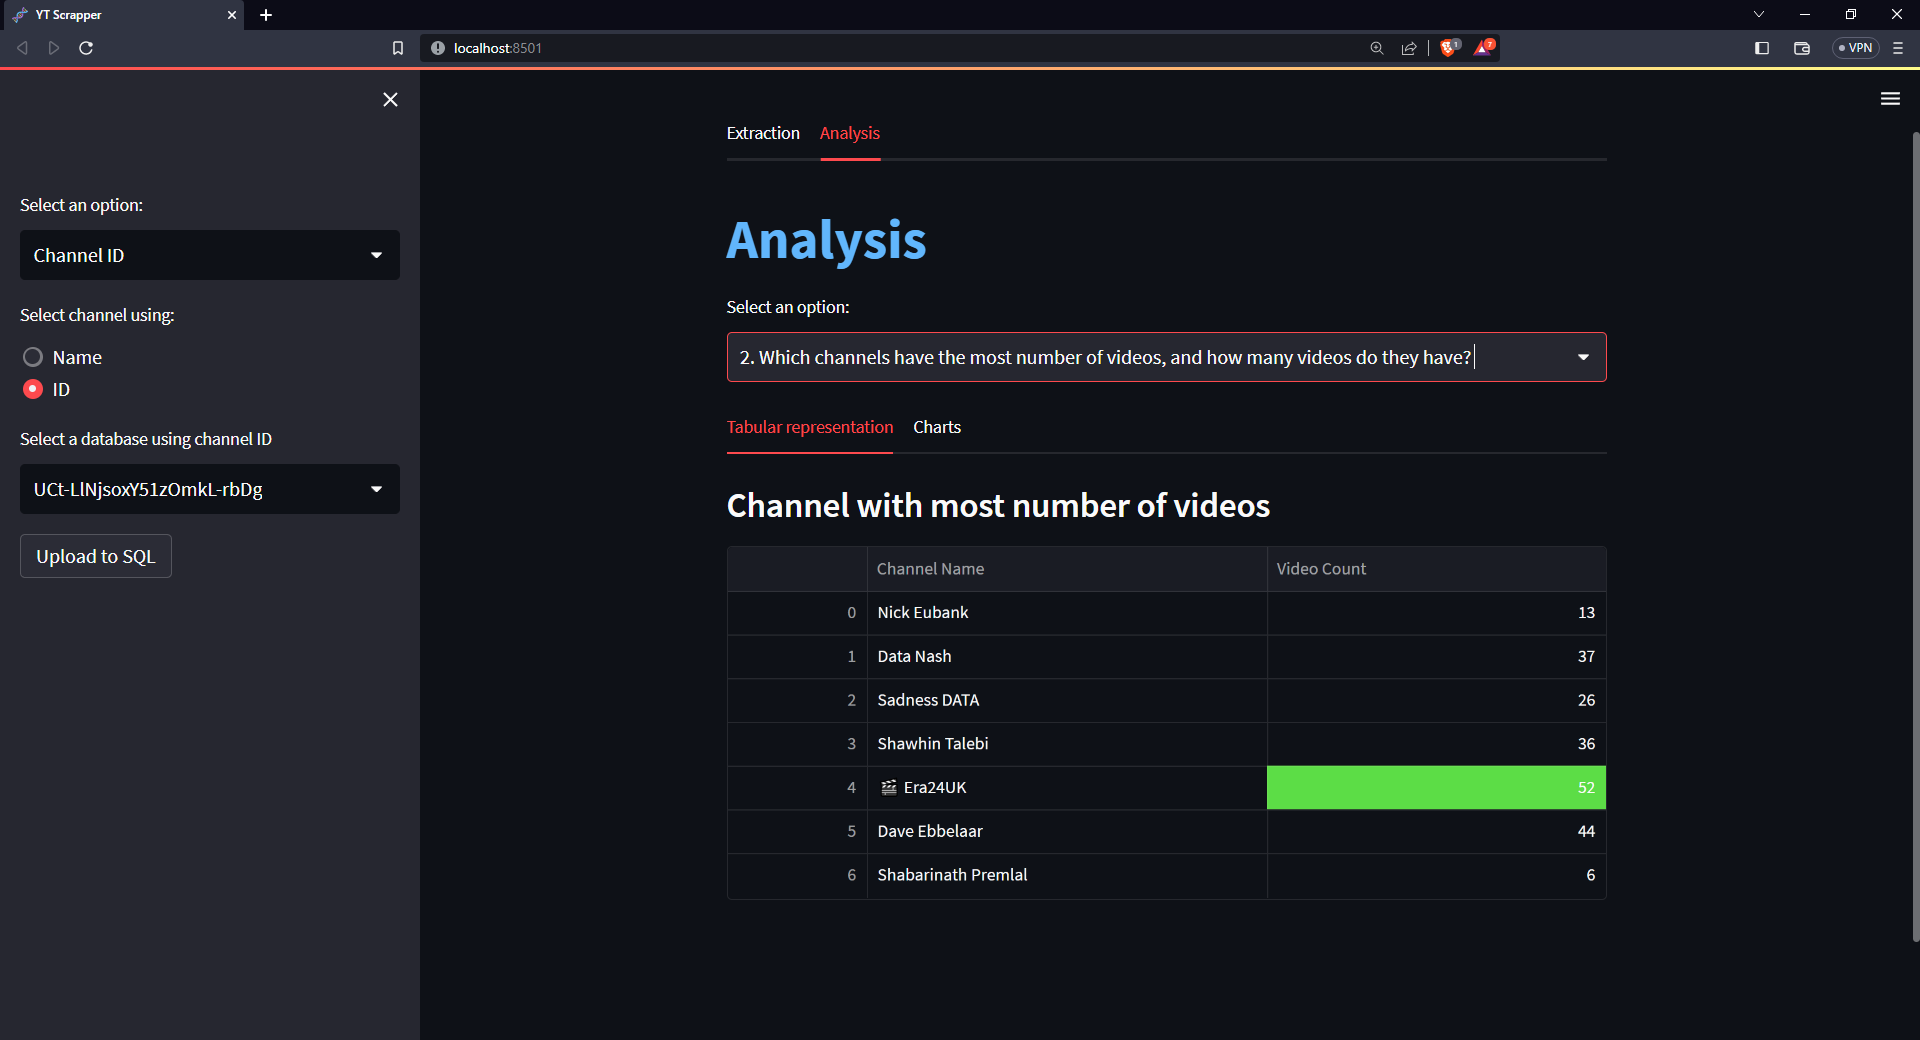 YT Scrapper
localhost:8501
1
7
VPN
Select an option:
Channel ID
Select channel using:
Name
ID
Select a database using channel ID
UCt-LlNjsoxY51zOmkL-rbDg
Upload to SQL
Extraction Analysis
Analysis
Select an option:
2. Which channels have the most number of videos, and how many videos do they have?
Tabular representation Charts
Channel with most number of videos
Channel Name Video Count
0 Nick Eubank 13
1 Data Nash 37
2 Sadness DATA 26
3 Shawhin Talebi 36
4 🎬 Era24UK 52
5 Dave Ebbelaar 44
6 Shabarinath Premlal 6